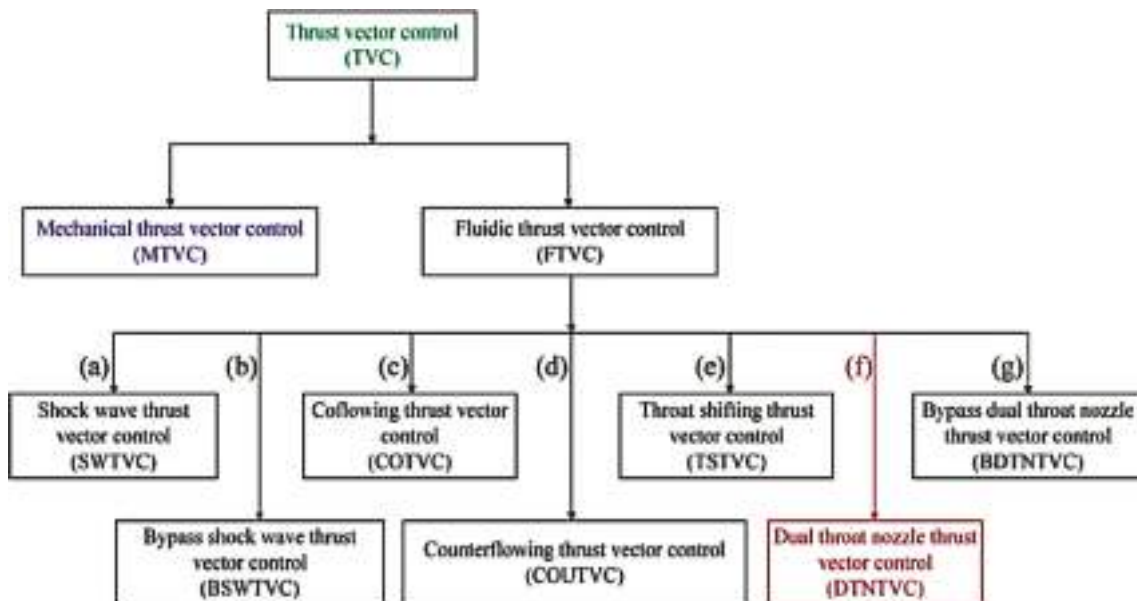 Thrust vector control
(TVC)
Mechanical thrust vector control
(MTVC)
Fluidic thrust vector control
(FTVC)
(a)
(b)
(c)
(d)
(e)
(f)
(g)
Shock wave thrust
vector control
(SWTVC)
Coflowing thrust vector
control
(COTVC)
Throat shifting thrust
vector control
(TSTVC)
Bypass dual throat nozzle
thrust vector control
(BDTNTVC)
Bypass shock wave thrust
vector control
(BSWTVC)
Counterflowing thrust vector control
(COUTVC)
Dual throat nozzle thrust
vector control
(DTNTVC)